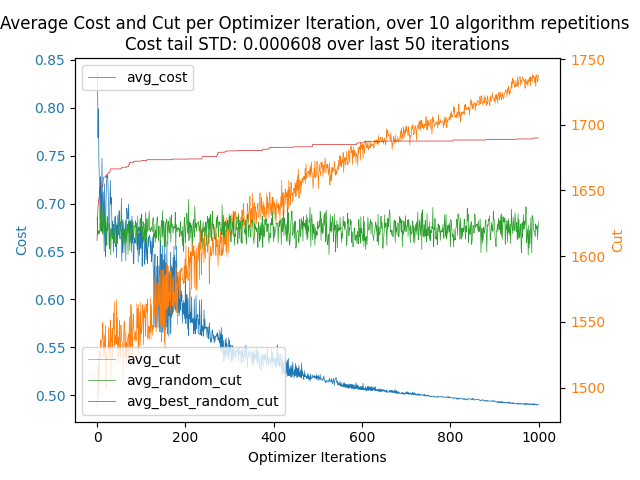 Average Cost and Cut per Optimizer Iteration, over 10 algorithm repetitions
Cost tail STD: 0.000608 over last 50 iterations
avg_cost
0.85
0.80
0.75
0.70
0.65
0.60
0.55
0.50
Cost
1750
1700
1650
1600
1550
1500
Cut
avg_cut
avg_random_cut
avg_best_random_cut
0
200
400
600
800
1000
Optimizer Iterations